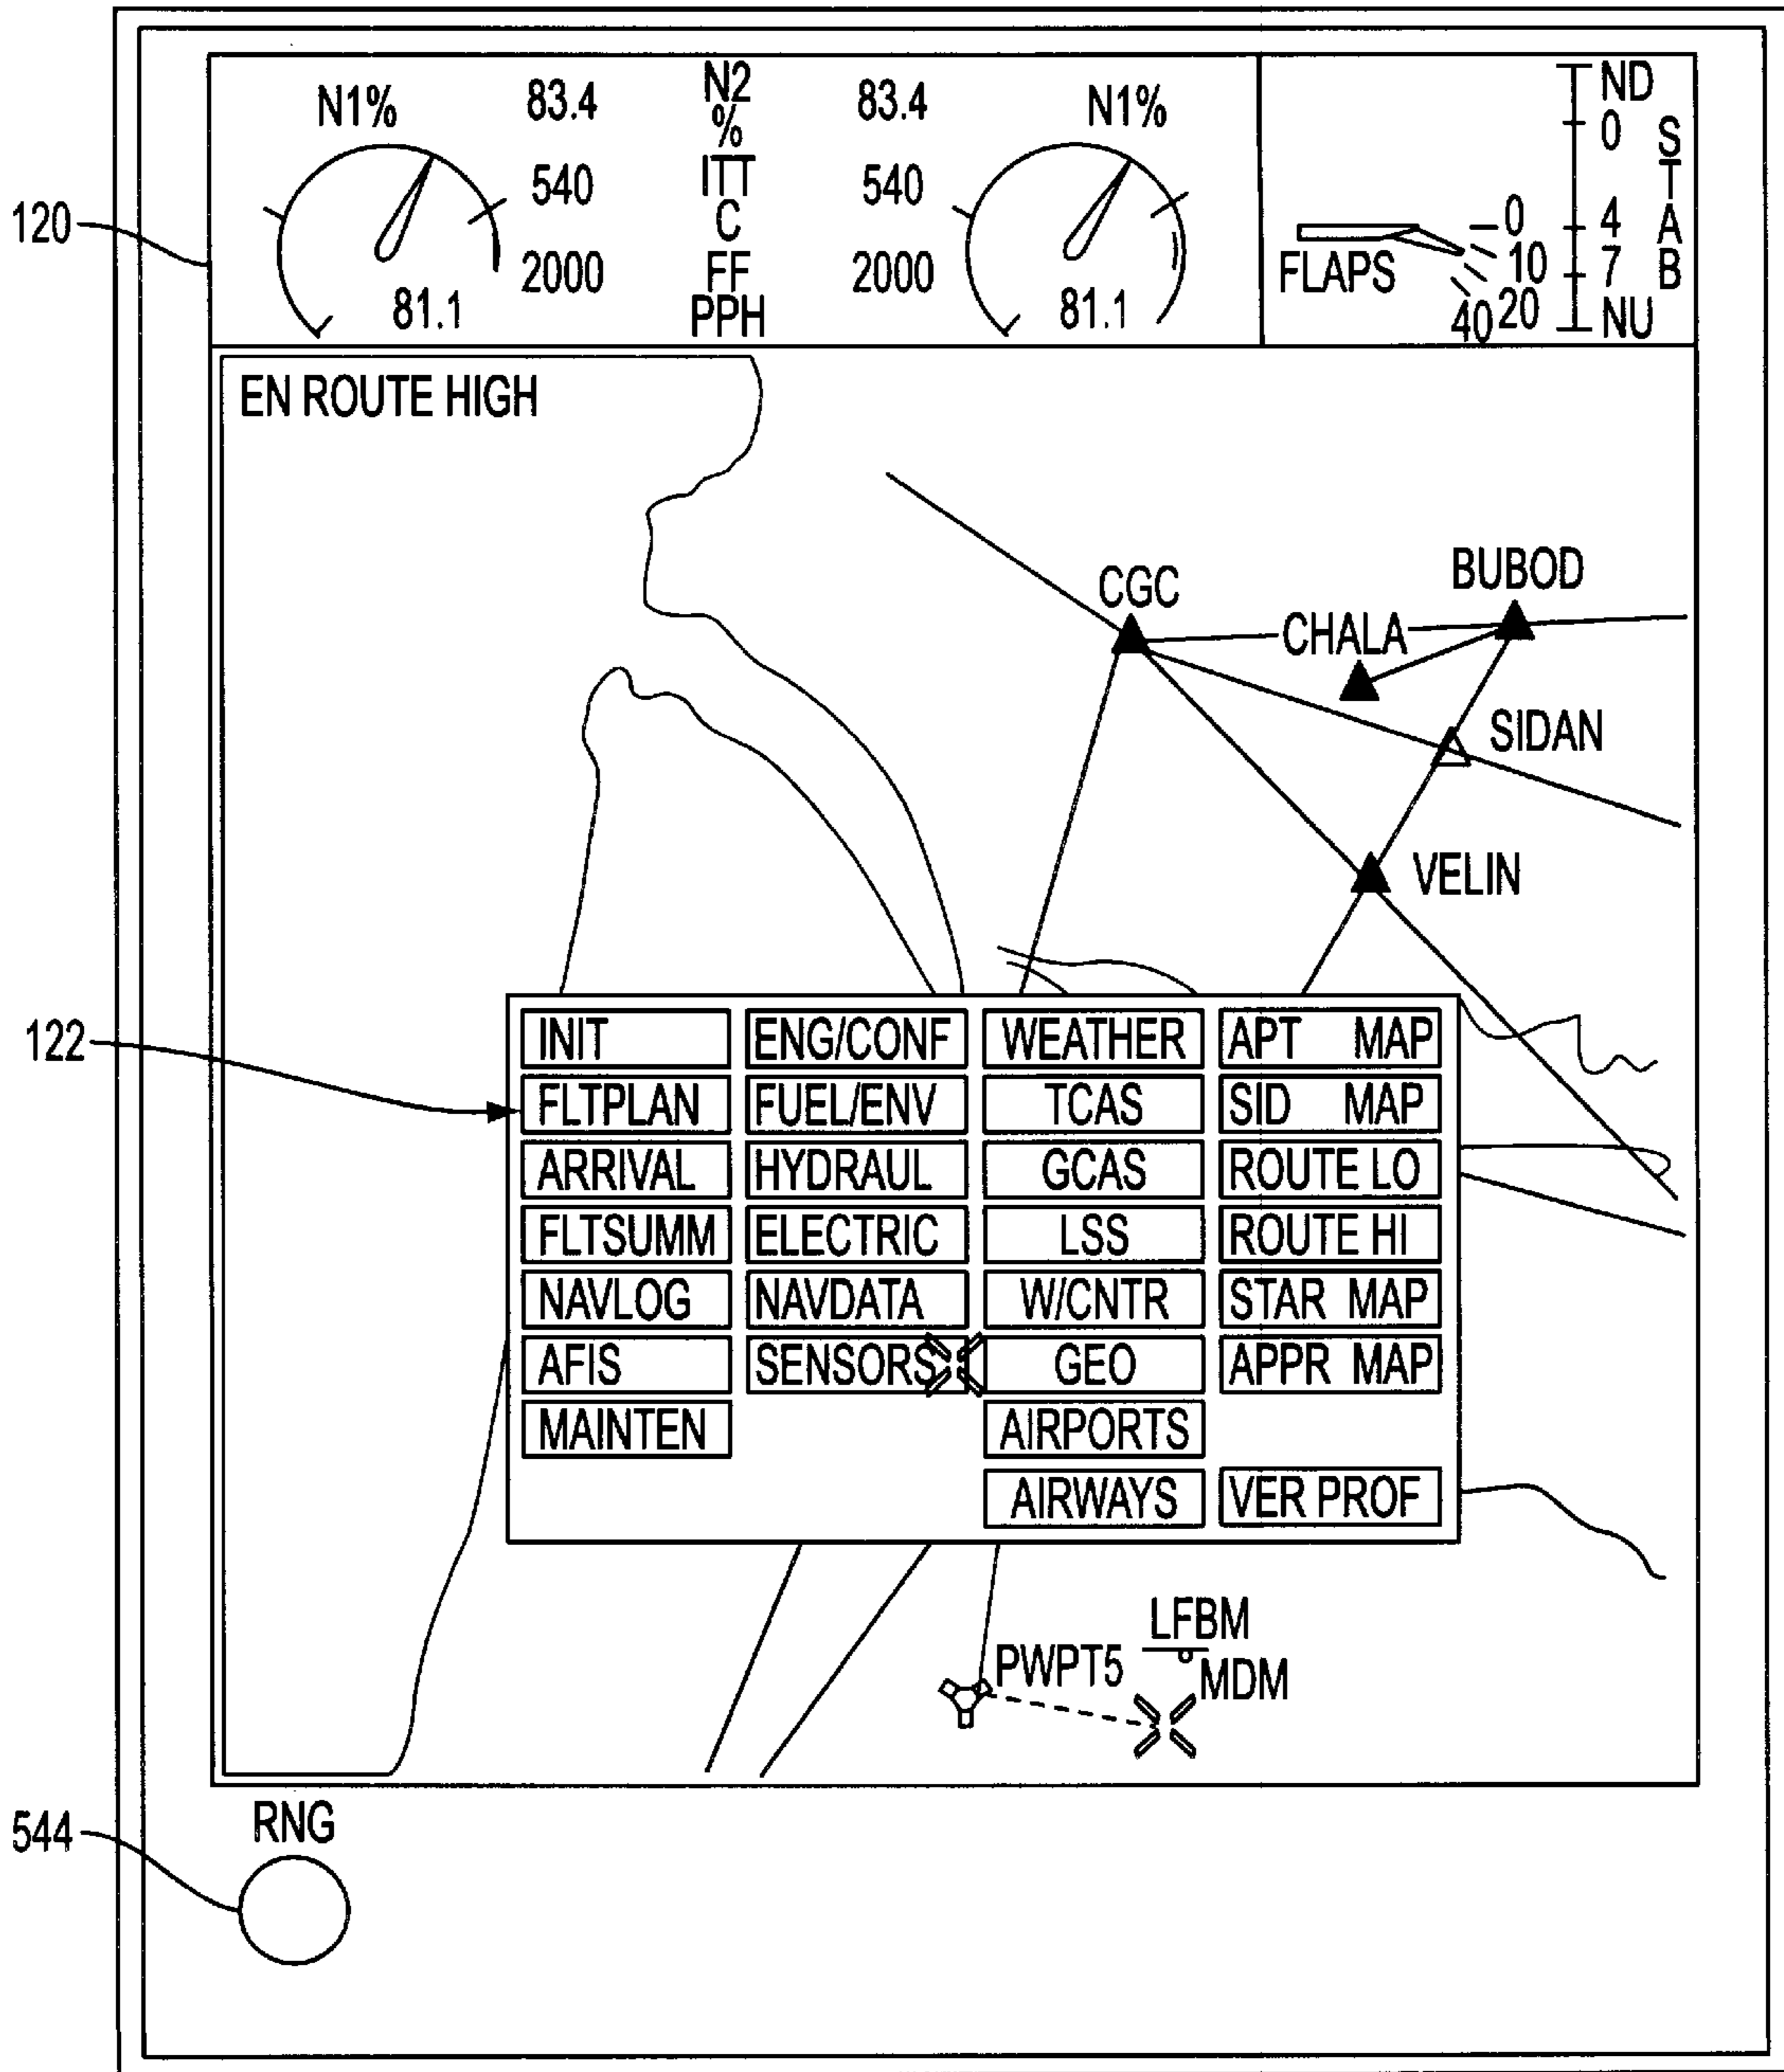 N1% 83.4 N2 83.4 N1%
%
540 ITT 540
C
2000 FF 2000
81.1 PPH 81.1
ND
0
4
7
NU
STAB
FLAPS
0
10
20
40
120
EN ROUTE HIGH
CGC
BUBOD
CHALA
SIDAN
VELIN
122
INIT ENG/CONF WEATHER APT MAP
FLTPLAN FUEL/ENV TCAS SID MAP
ARRIVAL HYDRAUL GCAS ROUTE LO
FLTSUMM ELECTRIC LSS ROUTE HI
NAVLOG NAVDATA W/CNTR STAR MAP
AFIS SENSORS GEO APPR MAP
MAINTEN AIRPORTS
AIRWAYS VER PROF
LFBM
PWPT5
MDM
RNG
544